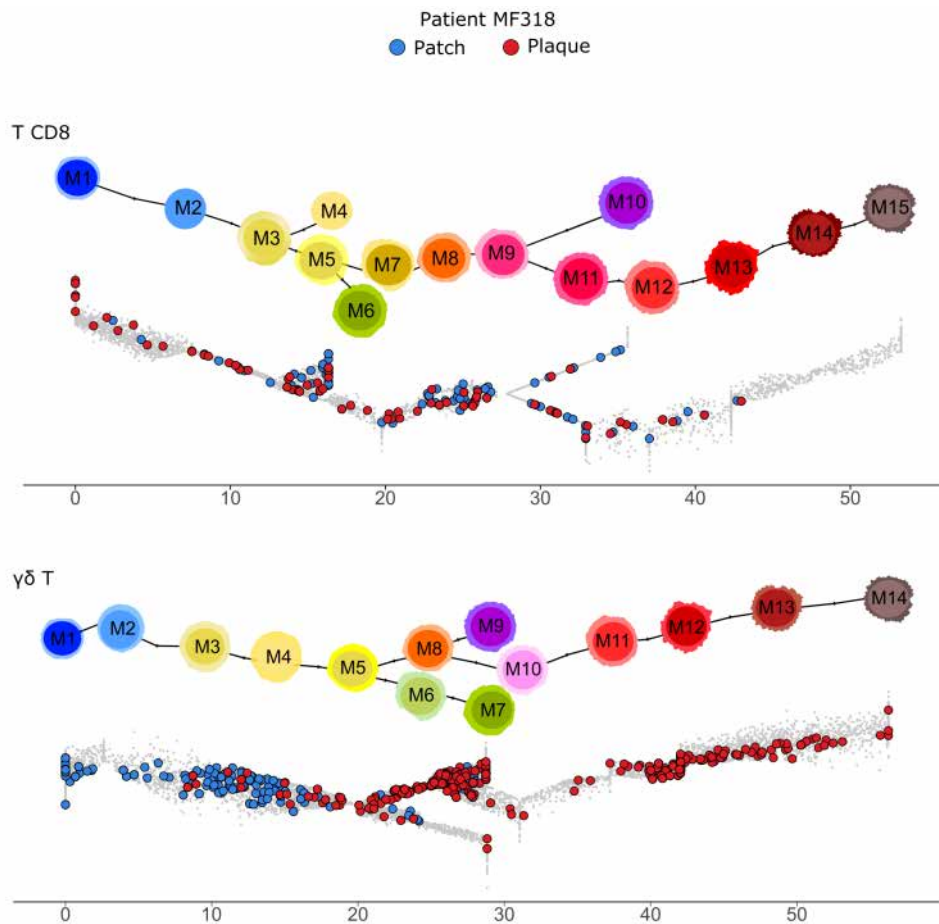 Patient MF318
Patch Plaque
T CD8
M1 M2 M3 M4 M5 M6 M7 M8 M9 M10 M11 M12 M13 M14 M15
0 10 20 30 40 50
γδ T
M1 M2 M3 M4 M5 M6 M7 M8 M9 M10 M11 M12 M13 M14
0 10 20 30 40 50